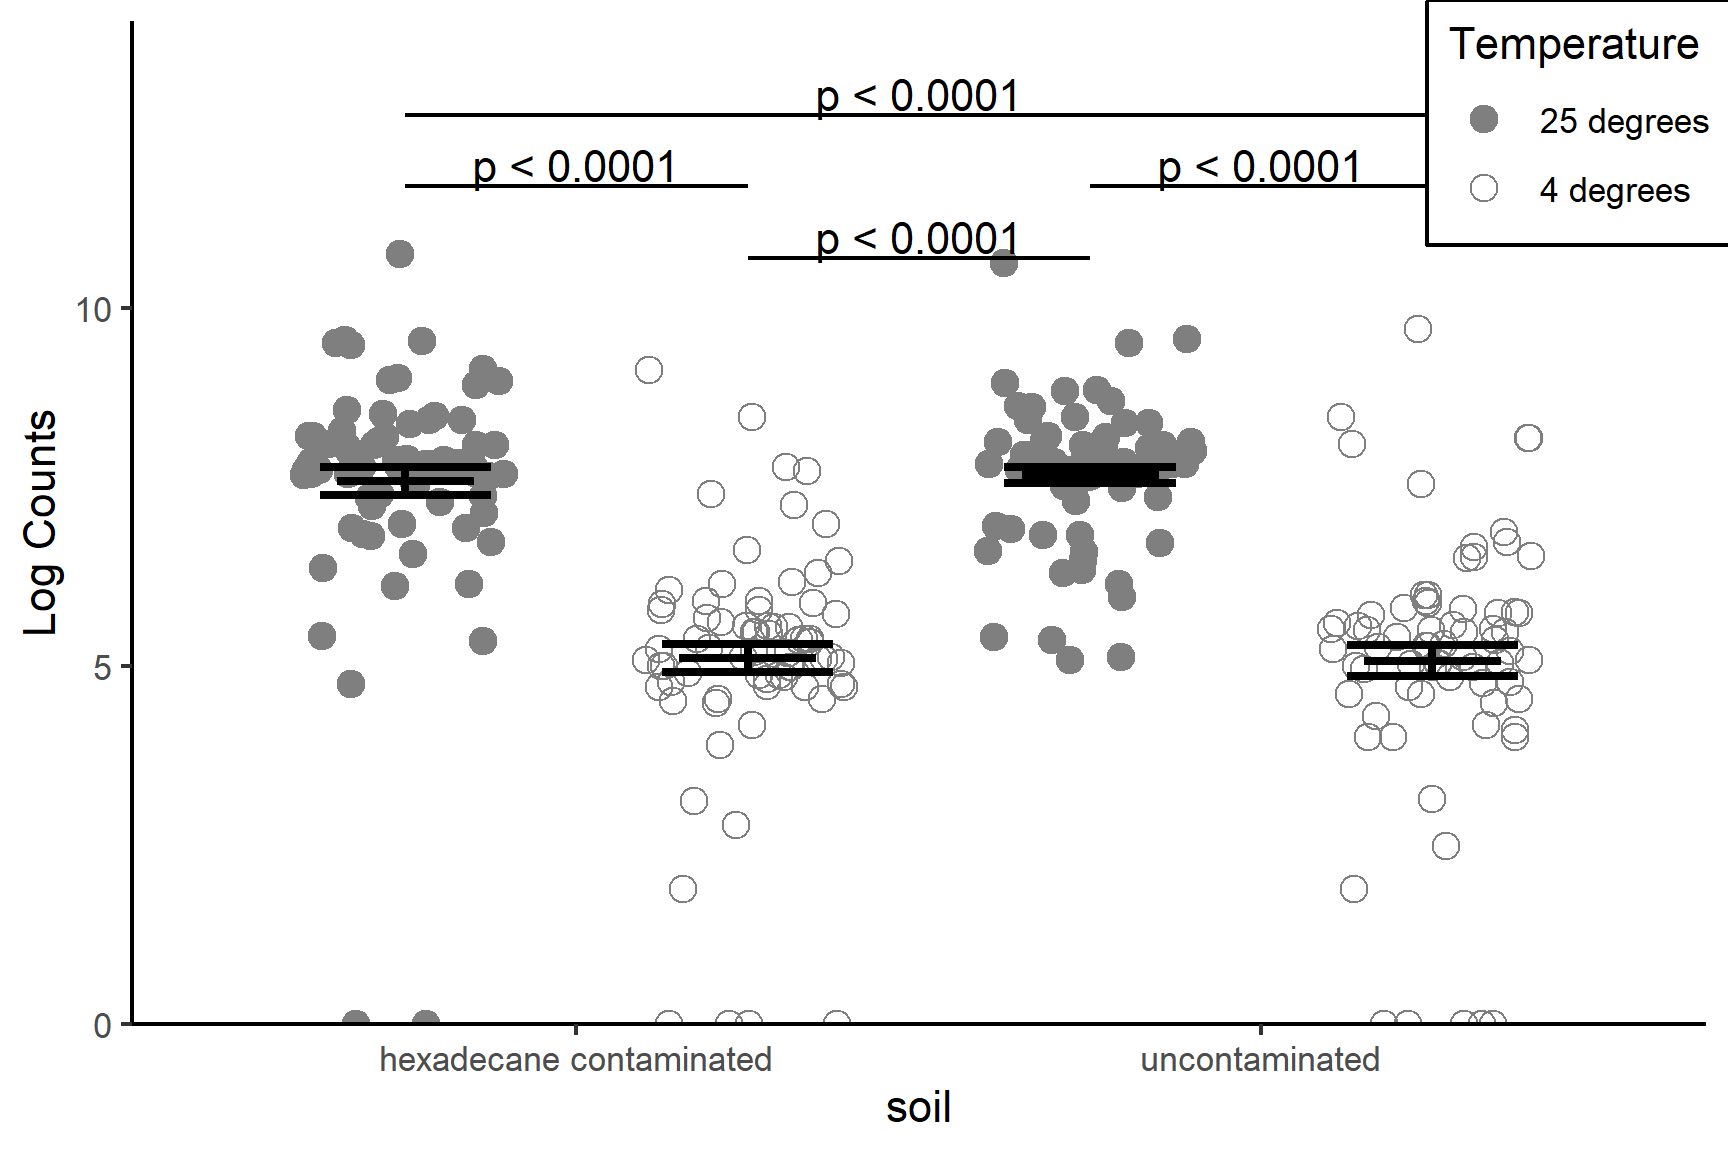 Temperature
25 degrees
4 degrees
p < 0.0001
p < 0.0001
p < 0.0001
p < 0.0001
Log Counts
10
5
0
hexadecane contaminated
uncontaminated
soil